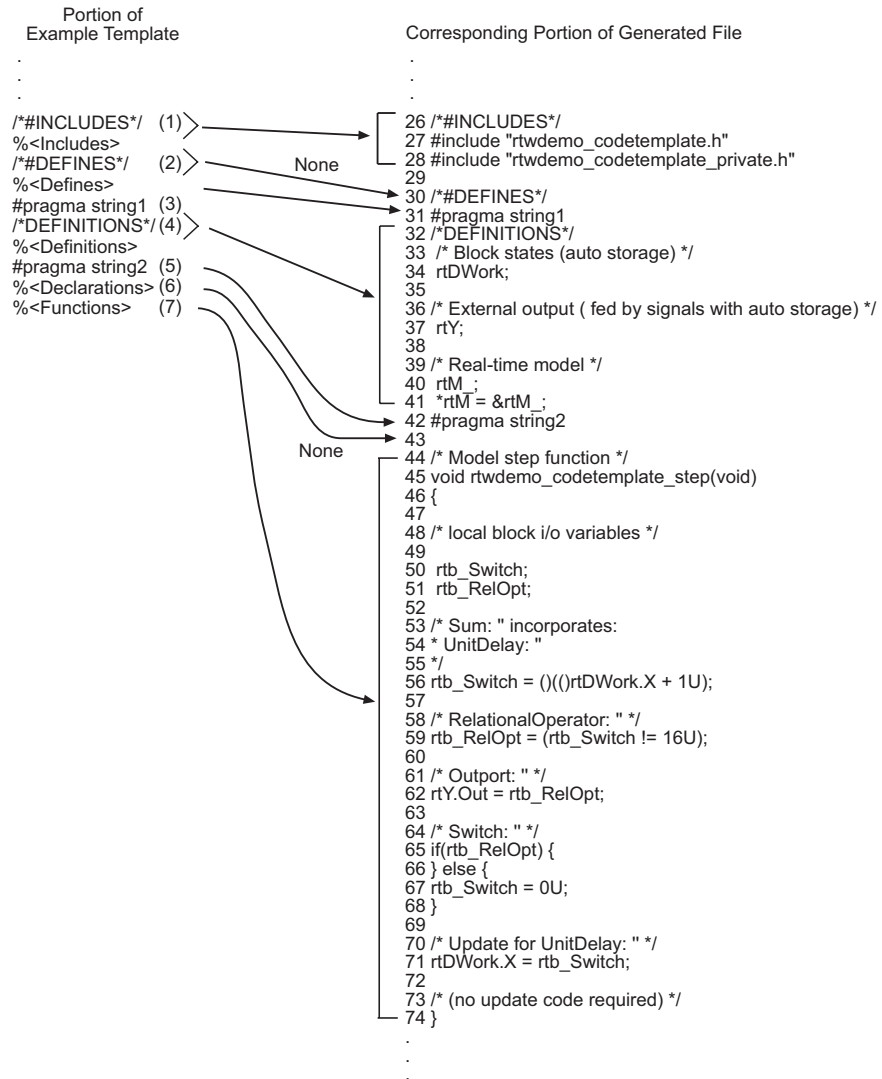 Portion of
Example Template
.
.
.
/*#INCLUDES*/ (1)
%<Includes>
/*#DEFINES*/ (2)
%<Defines>
#pragma string1 (3)
/*DEFINITIONS*/ (4)
%<Definitions>
#pragma string2 (5)
%<Declarations> (6)
%<Functions> (7)
None
None
Corresponding Portion of Generated File
.
.
.
26 /*#INCLUDES*/
27 #include "rtwdemo_codetemplate.h"
28 #include "rtwdemo_codetemplate_private.h"
29
30 /*#DEFINES*/
31 #pragma string1
32 /*DEFINITIONS*/
33 /* Block states (auto storage) */
34 rtDWork;
35
36 /* External output ( fed by signals with auto storage) */
37 rtY;
38
39 /* Real-time model */
40 rtM_;
41 *rtM = &rtM_;
42 #pragma string2
43
44 /* Model step function */
45 void rtwdemo_codetemplate_step(void)
46 {
47
48 /* local block i/o variables */
49
50 rtb_Switch;
51 rtb_RelOpt;
52
53 /* Sum: '' incorporates:
54 * UnitDelay: ''
55 */
56 rtb_Switch = ()(()rtDWork.X + 1U);
57
58 /* RelationalOperator: '' */
59 rtb_RelOpt = (rtb_Switch != 16U);
60
61 /* Outport: '' */
62 rtY.Out = rtb_RelOpt;
63
64 /* Switch: '' */
65 if(rtb_RelOpt) {
66 } else {
67 rtb_Switch = 0U;
68 }
69
70 /* Update for UnitDelay: '' */
71 rtDWork.X = rtb_Switch;
72
73 /* (no update code required) */
74 }
.
.
.